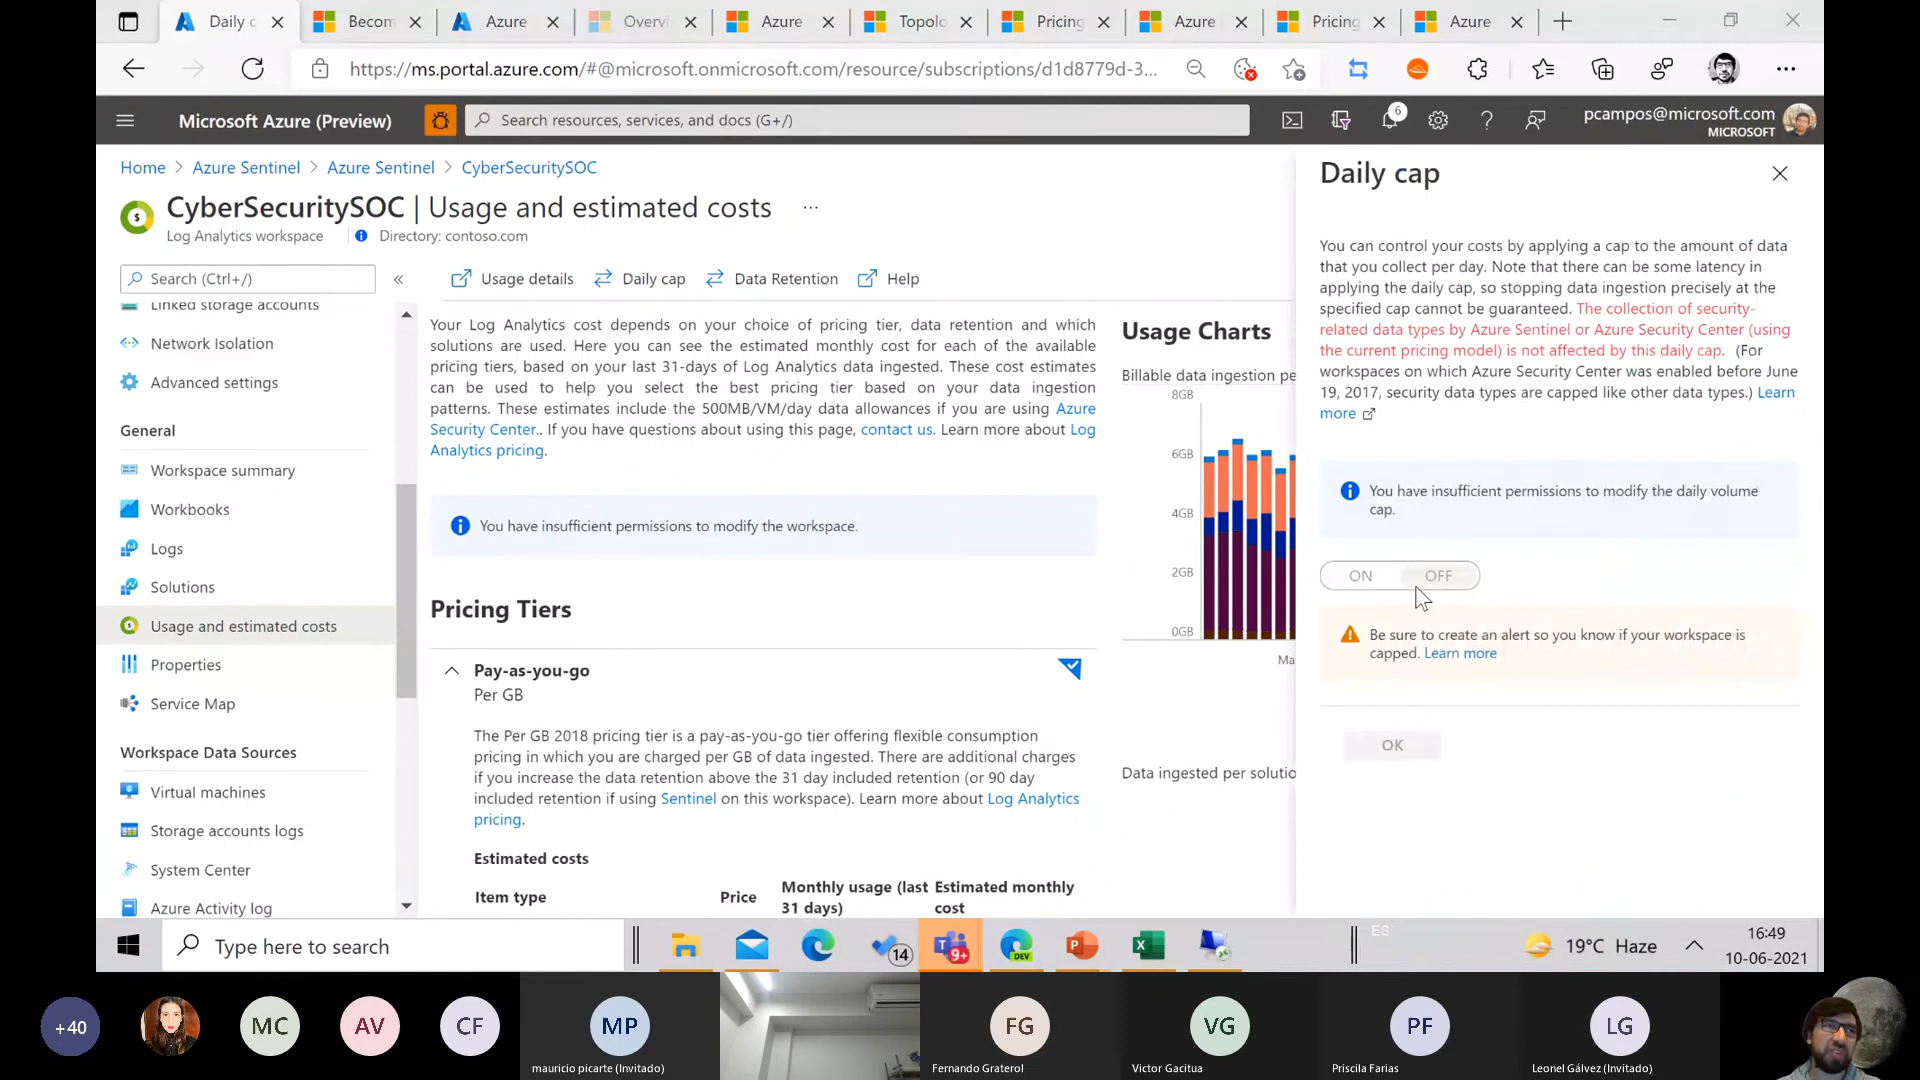 Daily c
Becom
Azure
Overvi
Azure
Topolo
Pricing
Azure
Pricing
Azure
https://ms.portal.azure.com/#@microsoft.onmicrosoft.com/resource/subscriptions/d1d8779d-3...
Microsoft Azure (Preview)
Search resources, services, and docs (G+/)
6
pcampos@microsoft.com
MICROSOFT
Home > Azure Sentinel > Azure Sentinel > CyberSecuritySOC
CyberSecuritySOC | Usage and estimated costs ...
Log Analytics workspace
Directory: contoso.com
Search (Ctrl+/)
«
Linked storage accounts
Network Isolation
Advanced settings
General
Workspace summary
Workbooks
Logs
Solutions
Usage and estimated costs
Properties
Service Map
Workspace Data Sources
Virtual machines
Storage accounts logs
System Center
Azure Activity log
Usage details
Daily cap
Data Retention
Help
Your Log Analytics cost depends on your choice of pricing tier, data retention and which
solutions are used. Here you can see the estimated monthly cost for each of the available
pricing tiers, based on your last 31-days of Log Analytics data ingested. These cost estimates
can be used to help you select the best pricing tier based on your data ingestion
patterns. These estimates include the 500MB/VM/day data allowances if you are using Azure
Security Center.. If you have questions about using this page, contact us. Learn more about Log
Analytics pricing.
You have insufficient permissions to modify the workspace.
Pricing Tiers
Pay-as-you-go
Per GB
The Per GB 2018 pricing tier is a pay-as-you-go tier offering flexible consumption
pricing in which you are charged per GB of data ingested. There are additional charges
if you increase the data retention above the 31 day included retention (or 90 day
included retention if using Sentinel on this workspace). Learn more about Log Analytics
pricing.
Estimated costs
Item type
Price
Monthly usage (last
31 days)
Estimated monthly
cost
Usage Charts
Billable data ingestion pe
8GB
6GB
4GB
2GB
0GB
Ma
Data ingested per solutio
Daily cap
You can control your costs by applying a cap to the amount of data
that you collect per day. Note that there can be some latency in
applying the daily cap, so stopping data ingestion precisely at the
specified cap cannot be guaranteed. The collection of security-
related data types by Azure Sentinel or Azure Security Center (using
the current pricing model) is not affected by this daily cap. (For
workspaces on which Azure Security Center was enabled before June
19, 2017, security data types are capped like other data types.) Learn
more
You have insufficient permissions to modify the daily volume
cap.
ON
OFF
Be sure to create an alert so you know if your workspace is
capped. Learn more
OK
Type here to search
14
9+
DEV
ES
19°C Haze
16:49
10-06-2021
+40
MC
AV
CF
MP
mauricio picarte (Invitado)
FG
Fernando Graterol
VG
Victor Gacitua
PF
Priscila Farias
LG
Leonel Gálvez (Invitado)